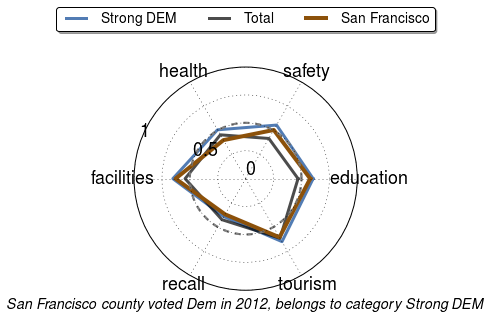 Strong DEM Total San Francisco
health safety
1
0.5
0
facilities education
recall tourism
San Francisco county voted Dem in 2012, belongs to category Strong DEM